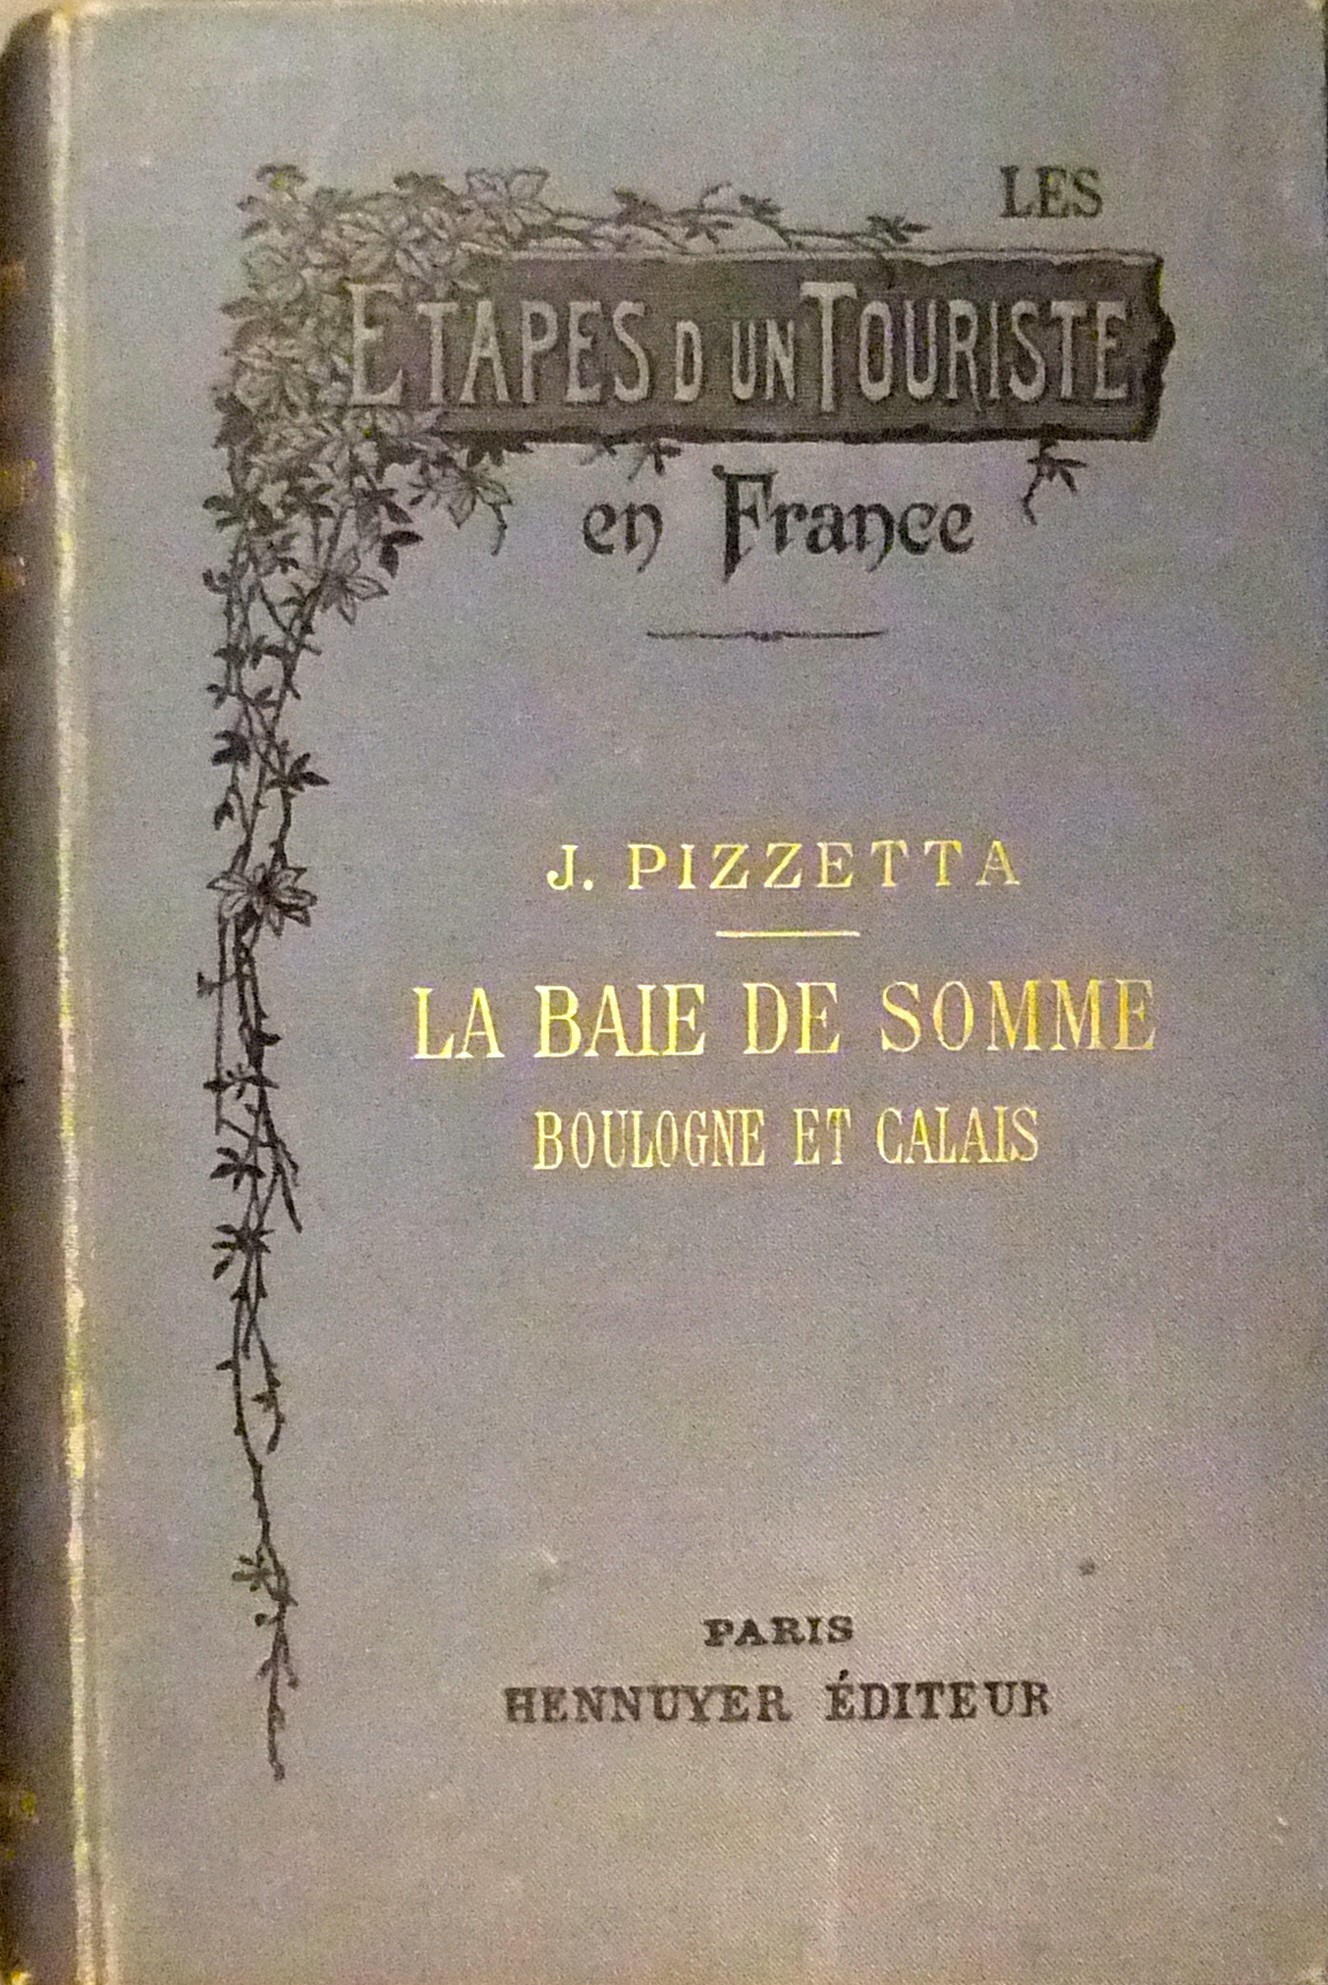 LES
ETAPES D UN TOURISTE
en France
J. PIZZETTA
LA BAIE DE SOMME
BOULOGNE ET CALAIS
PARIS
HENNUYER ÉDITEUR